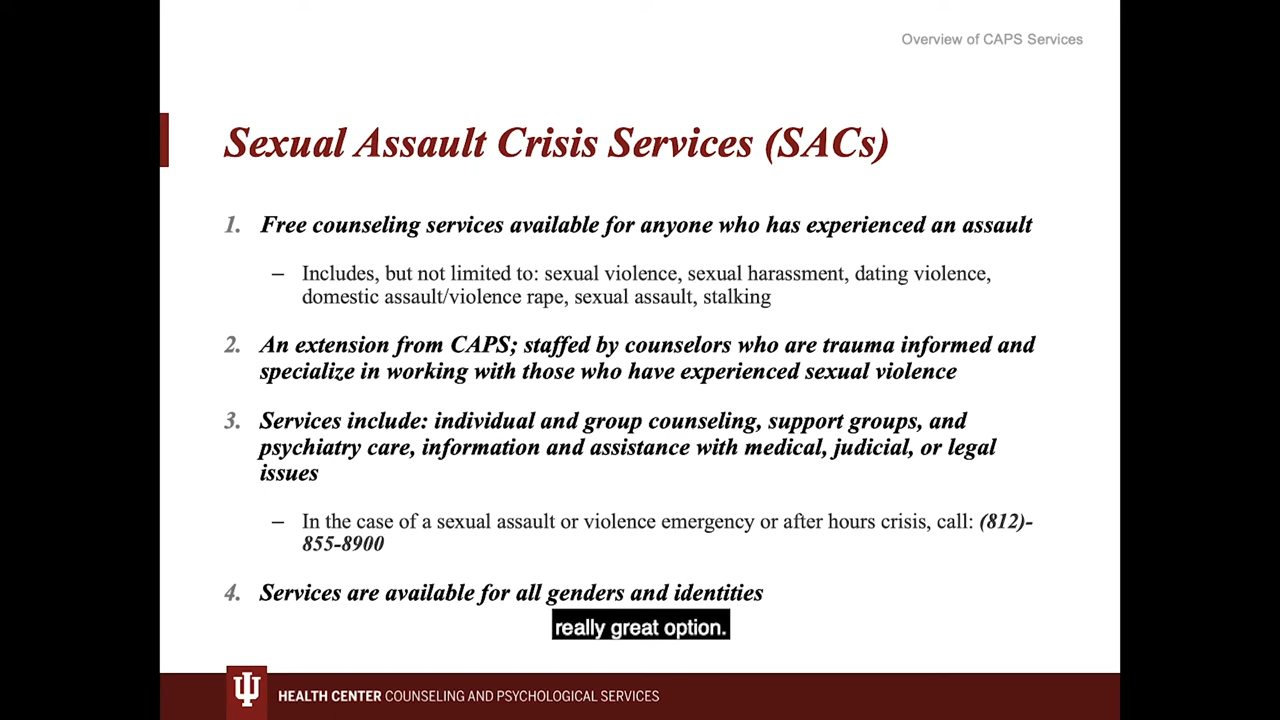 Overview of CAPS Services
Sexual Assault Crisis Services (SACs)
1. Free counseling services available for anyone who has experienced an assault
– Includes, but not limited to: sexual violence, sexual harassment, dating violence,
domestic assault/violence rape, sexual assault, stalking
2. An extension from CAPS; staffed by counselors who are trauma informed and
specialize in working with those who have experienced sexual violence
3. Services include: individual and group counseling, support groups, and
psychiatry care, information and assistance with medical, judicial, or legal
issues
– In the case of a sexual assault or violence emergency or after hours crisis, call: (812)-
855-8900
4. Services are available for all genders and identities
really great option.
HEALTH CENTER COUNSELING AND PSYCHOLOGICAL SERVICES